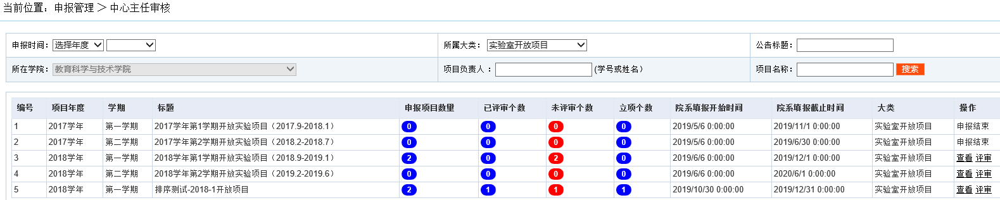 当前位置：申报管理 > 中心主任审核
申报时间：选择年度 所属大类： 实验室开放项目 公告标题：
所在学院：教育科学与技术学院 项目负责人 ： (学号或姓名） 项目名称： 搜索
编号 项目年度 学期 标题 申报项目数量 已评审个数 未评审个数 立项个数 院系填报开始时间 院系填报截止时间 大类 操作
1 2017学年 第一学期 2017学年第1学期开放实验项目（2017.9-2018.1） 0 0 0 0 2019/5/6 0:00:00 2019/11/1 0:00:00 实验室开放项目 申报结束
2 2017学年 第二学期 2017学年第2学期开放实验项目（2018.2-2018.7） 0 0 0 0 2019/5/6 0:00:00 2019/6/30 0:00:00 实验室开放项目 申报结束
3 2018学年 第一学期 2018学年第1学期开放实验项目（2018.9-2019.1） 2 0 2 0 2019/6/6 0:00:00 2019/12/1 0:00:00 实验室开放项目 查看 评审
4 2018学年 第二学期 2018学年第2学期开放实验项目（2019.2-2019.6） 0 0 0 0 2019/6/6 0:00:00 2020/6/1 0:00:00 实验室开放项目 查看 评审
5 2018学年 第一学期 排序测试-2018-1开放项目 2 1 1 1 2019/10/30 0:00:00 2019/12/31 0:00:00 实验室开放项目 查看 评审